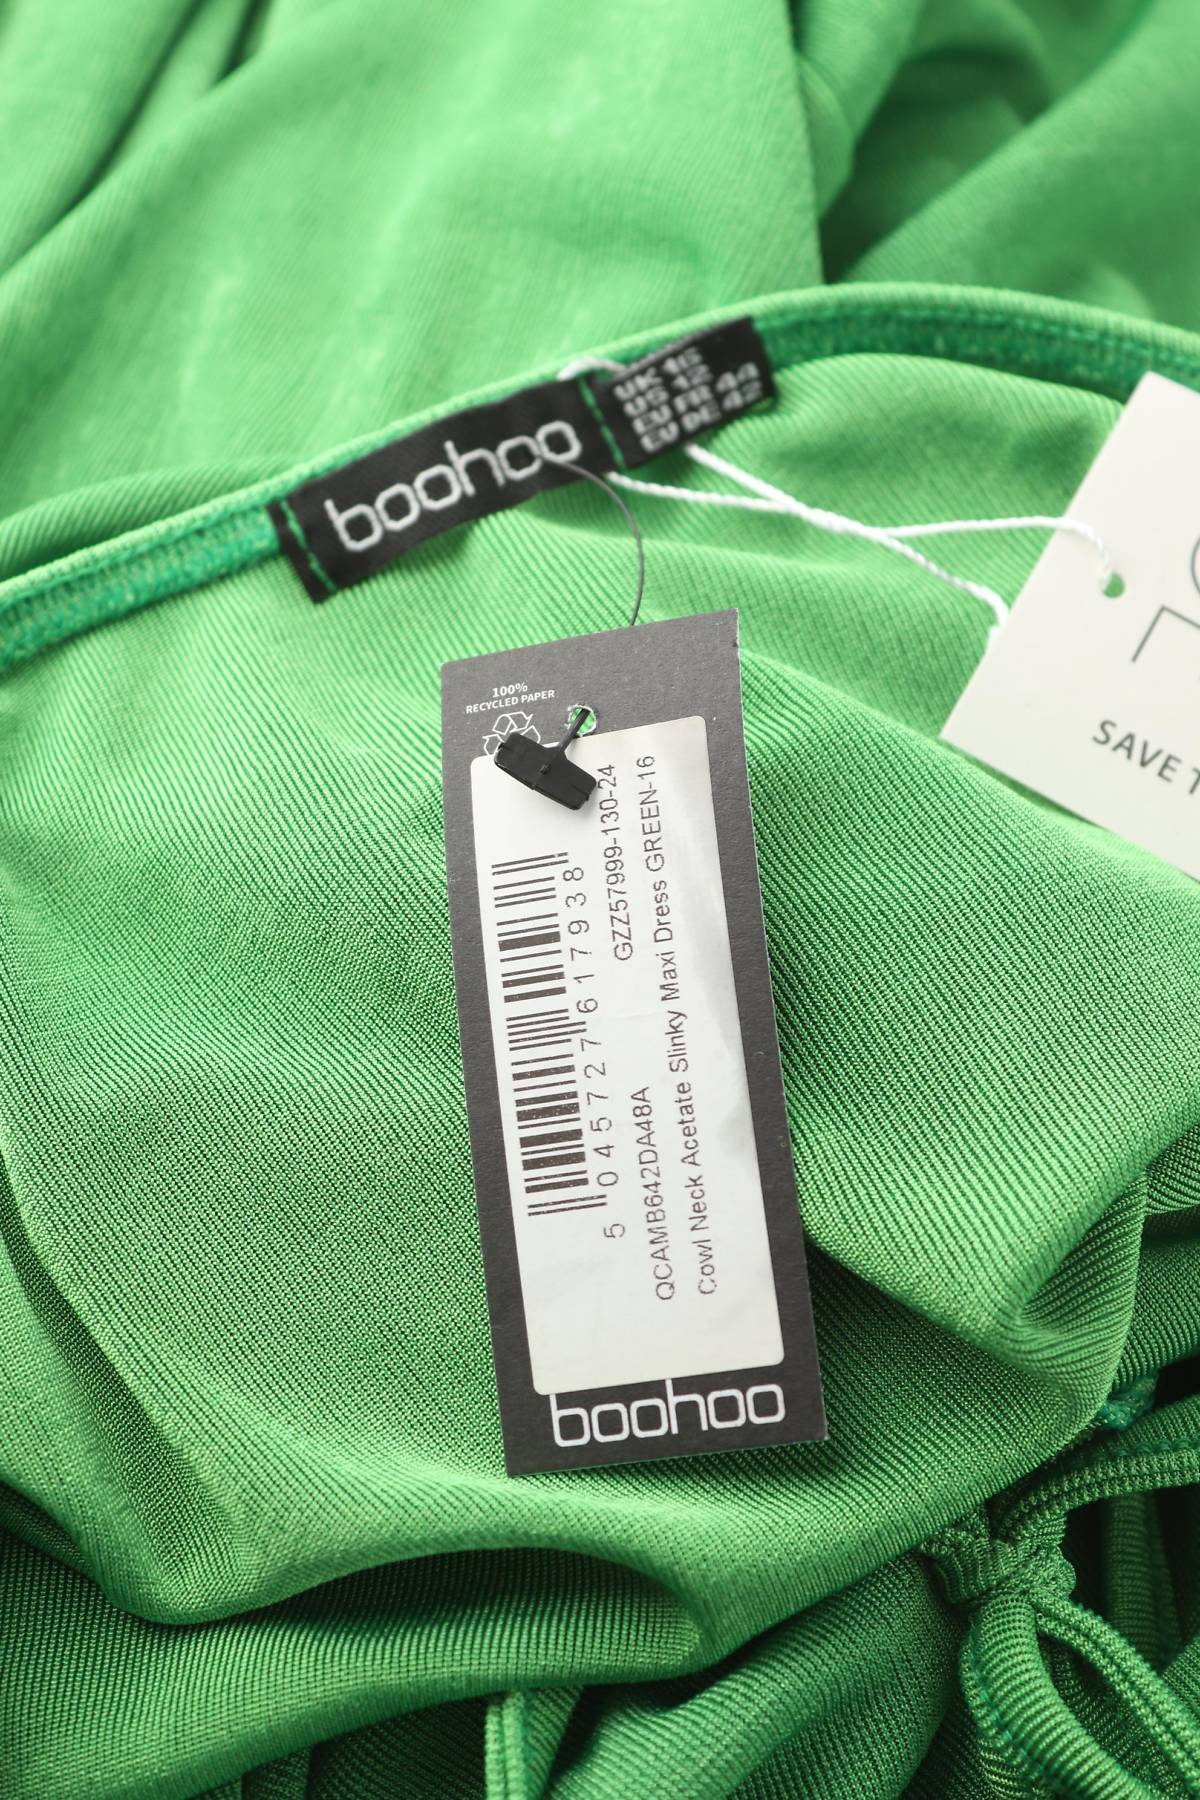 boohoo
UK 16
US 12
EU FR 44
EU DE 42
100%
RECYCLED PAPER
5 045727 617938
GZZ57999-130-24
QCAMB642DA48A
Cowl Neck Acetate Slinky Maxi Dress GREEN-16
boohoo
SAVE